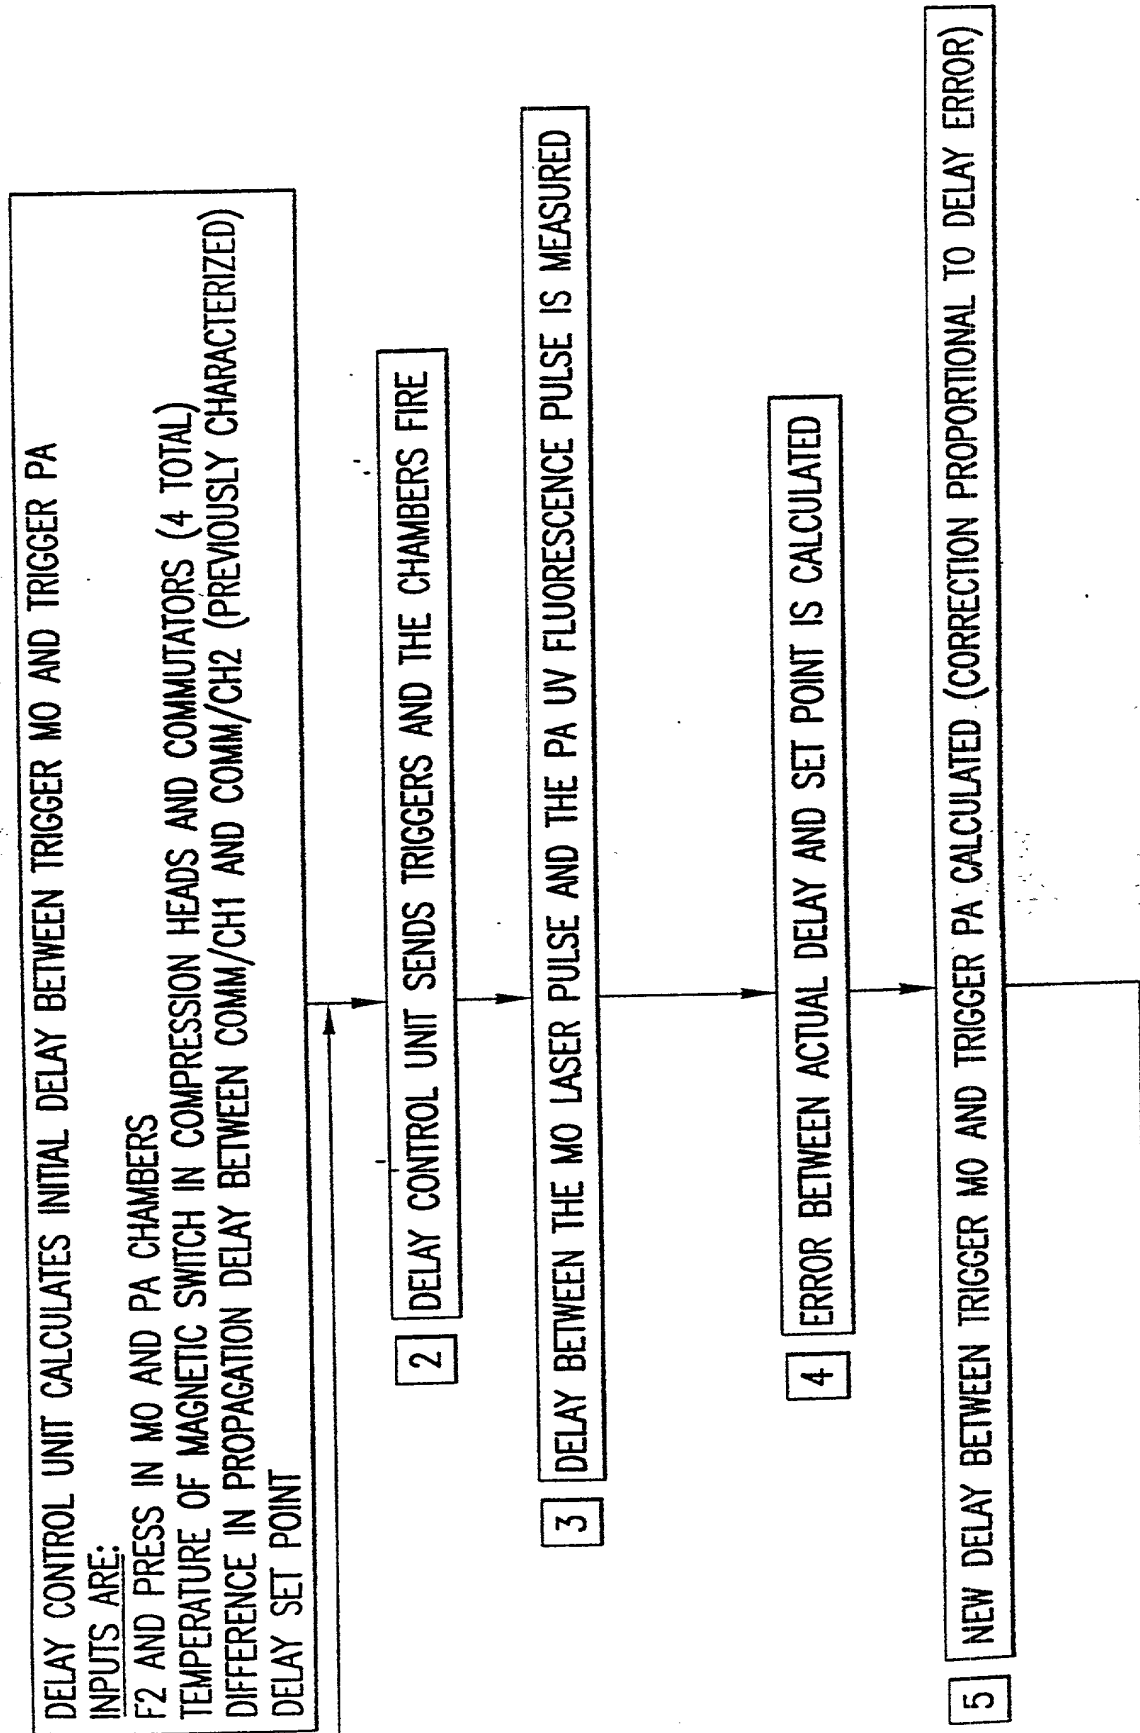 DELAY CONTROL UNIT CALCULATES INITIAL DELAY BETWEEN TRIGGER MO AND TRIGGER PA
INPUTS ARE:
F2 AND PRESS IN MO AND PA CHAMBERS
TEMPERATURE OF MAGNETIC SWITCH IN COMPRESSION HEADS AND COMMUTATORS (4 TOTAL)
DIFFERENCE IN PROPAGATION DELAY BETWEEN COMM/CH1 AND COMM/CH2 (PREVIOUSLY CHARACTERIZED)
DELAY SET POINT
2 DELAY CONTROL UNIT SENDS TRIGGERS AND THE CHAMBERS FIRE
3 DELAY BETWEEN THE MO LASER PULSE AND THE PA UV FLUORESCENCE PULSE IS MEASURED
4 ERROR BETWEEN ACTUAL DELAY AND SET POINT IS CALCULATED
5 NEW DELAY BETWEEN TRIGGER MO AND TRIGGER PA CALCULATED (CORRECTION PROPORTIONAL TO DELAY ERROR)